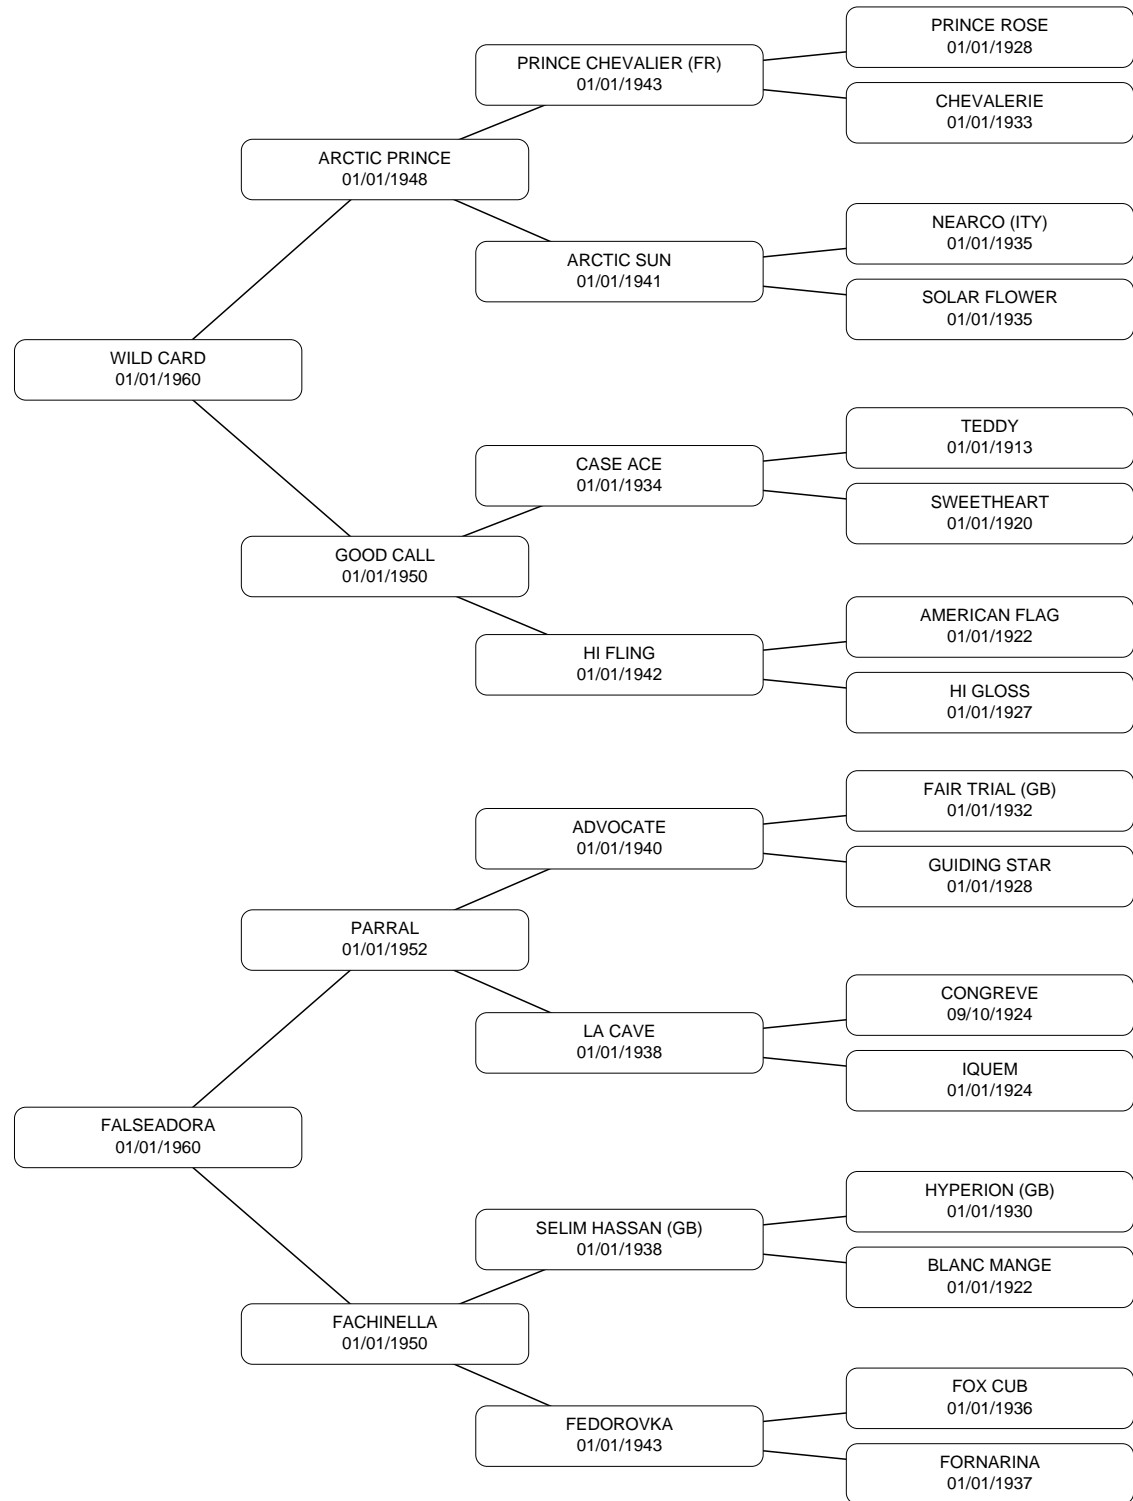 PRINCE ROSE
01/01/1928
PRINCE CHEVALIER (FR)
01/01/1943
CHEVALERIE
01/01/1933
ARCTIC PRINCE
01/01/1948
NEARCO (ITY)
01/01/1935
ARCTIC SUN
01/01/1941
SOLAR FLOWER
01/01/1935
WILD CARD
01/01/1960
TEDDY
01/01/1913
CASE ACE
01/01/1934
SWEETHEART
01/01/1920
GOOD CALL
01/01/1950
AMERICAN FLAG
01/01/1922
HI FLING
01/01/1942
HI GLOSS
01/01/1927
FAIR TRIAL (GB)
01/01/1932
ADVOCATE
01/01/1940
GUIDING STAR
01/01/1928
PARRAL
01/01/1952
CONGREVE
09/10/1924
LA CAVE
01/01/1938
IQUEM
01/01/1924
FALSEADORA
01/01/1960
HYPERION (GB)
01/01/1930
SELIM HASSAN (GB)
01/01/1938
BLANC MANGE
01/01/1922
FACHINELLA
01/01/1950
FOX CUB
01/01/1936
FEDOROVKA
01/01/1943
FORNARINA
01/01/1937